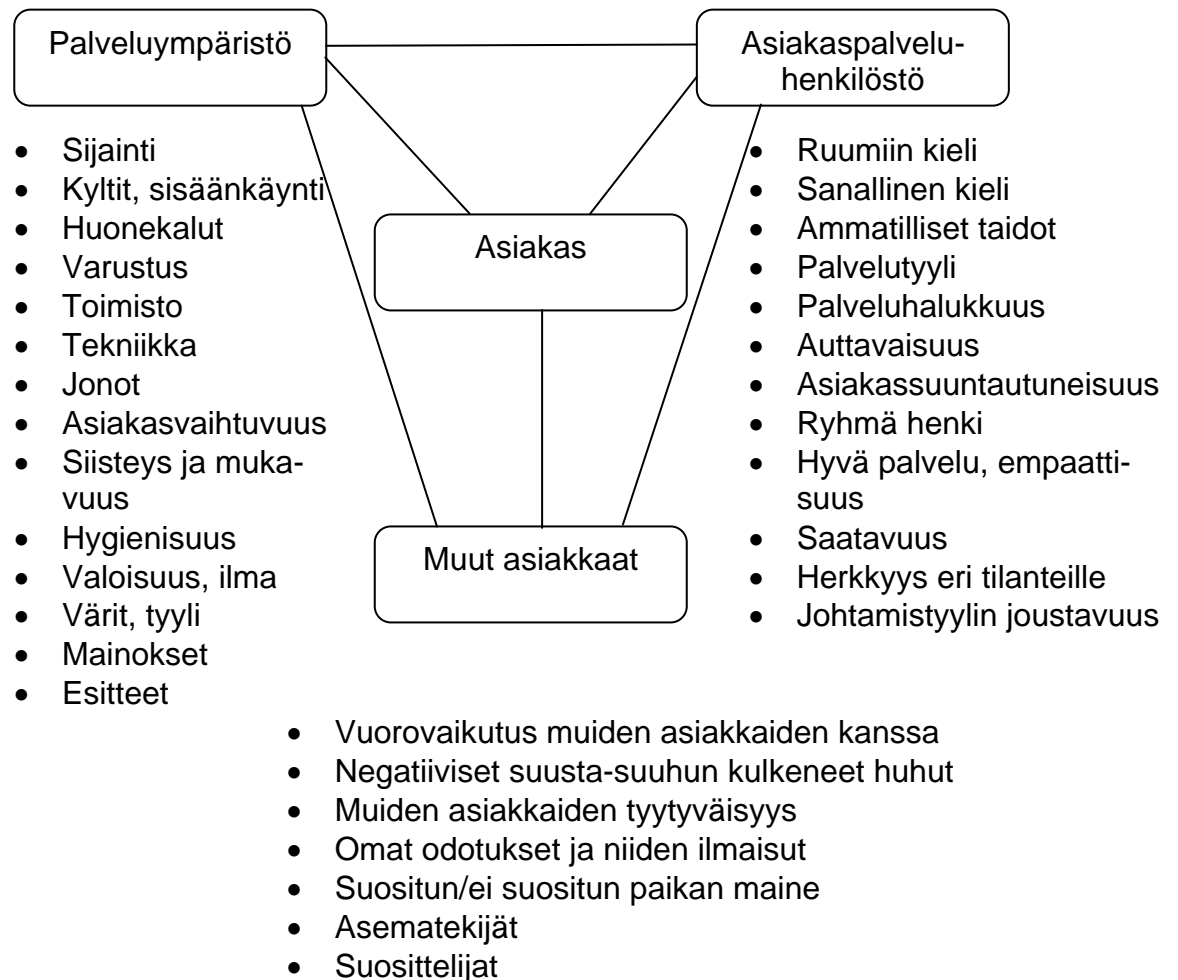 Palveluympäristö
Asiakaspalvelu-
henkilöstö
Asiakas
Muut asiakkaat
• Sijainti
• Kyltit, sisäänkäynti
• Huonekalut
• Varustus
• Toimisto
• Tekniikka
• Jonot
• Asiakasvaihtuvuus
• Siisteys ja muka-
vuus
• Hygienisuus
• Valoisuus, ilma
• Värit, tyyli
• Mainokset
• Esitteet
• Ruumiin kieli
• Sanallinen kieli
• Ammatilliset taidot
• Palvelutyyli
• Palveluhalukkuus
• Auttavaisuus
• Asiakassuuntautuneisuus
• Ryhmä henki
• Hyvä palvelu, empaatti-
suus
• Saatavuus
• Herkkyys eri tilanteille
• Johtamistyylin joustavuus
• Vuorovaikutus muiden asiakkaiden kanssa
• Negatiiviset suusta-suuhun kulkeneet huhut
• Muiden asiakkaiden tyytyväisyys
• Omat odotukset ja niiden ilmaisut
• Suositun/ei suositun paikan maine
• Asematekijät
• Suosittelijat